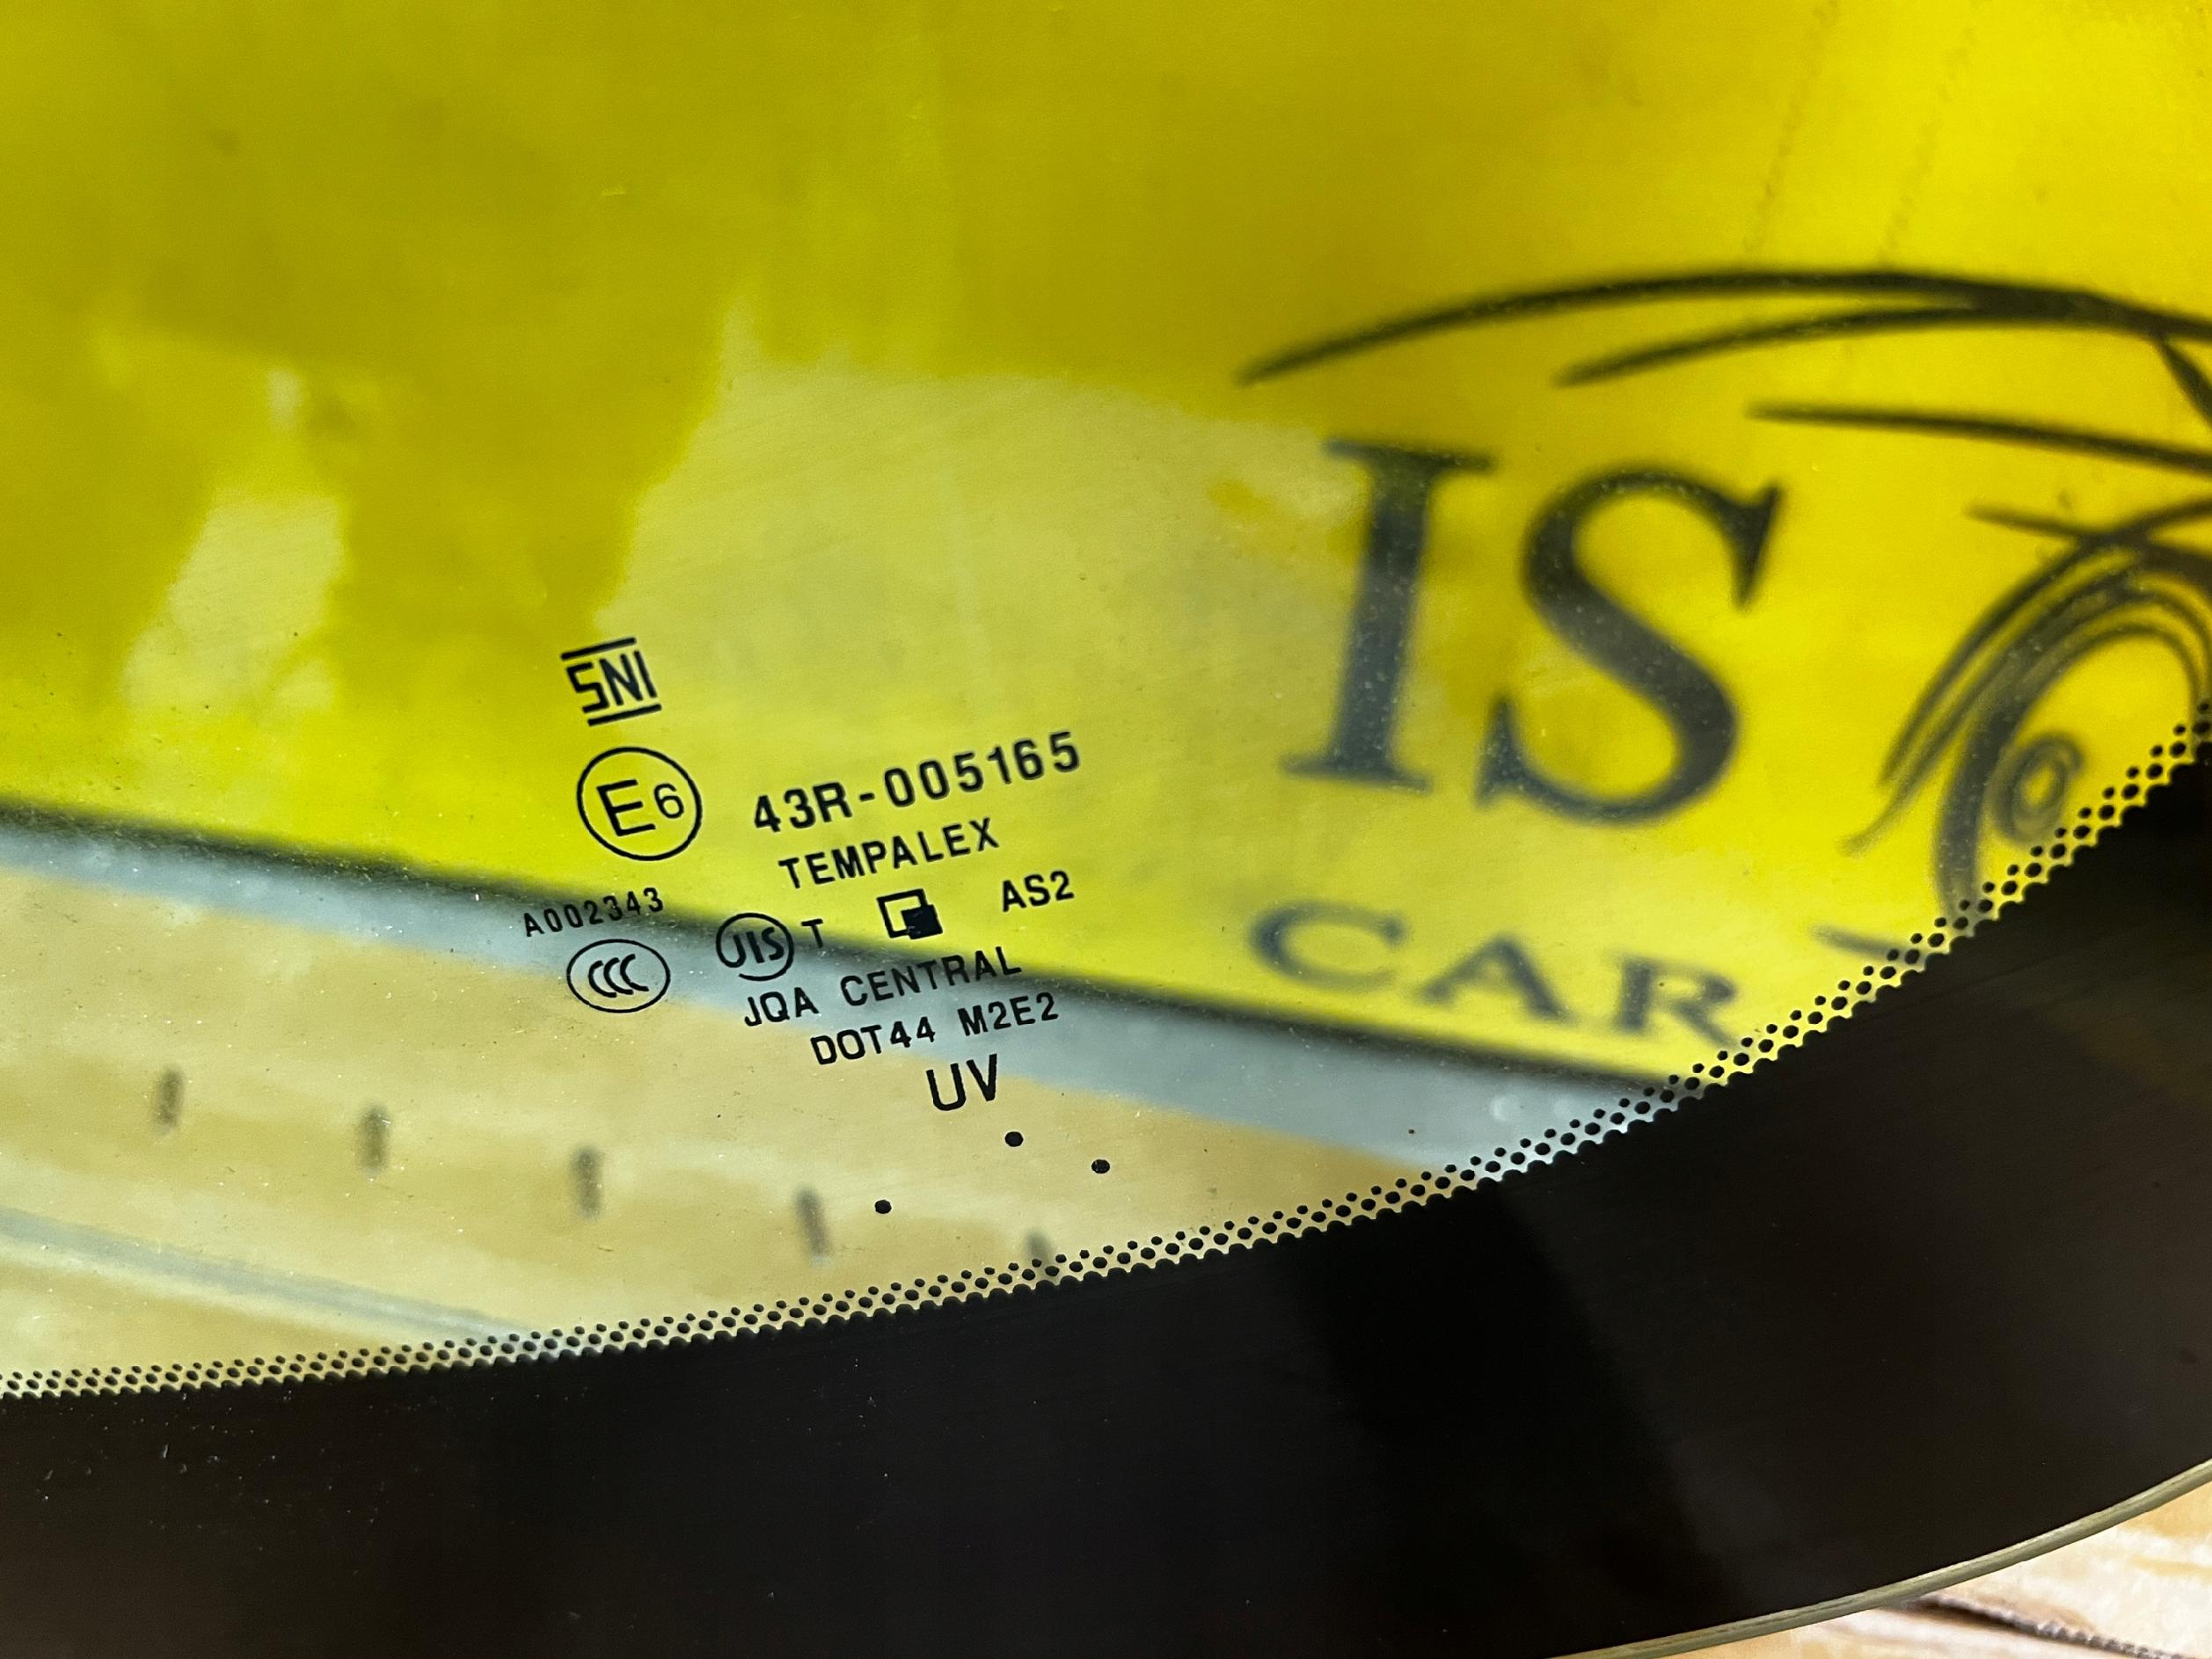 SNI
E6 43R-005165
TEMPALEX
A002343
CCC
JIS T AS2
JQA CENTRAL
DOT44 M2E2
UV
IS
CAR